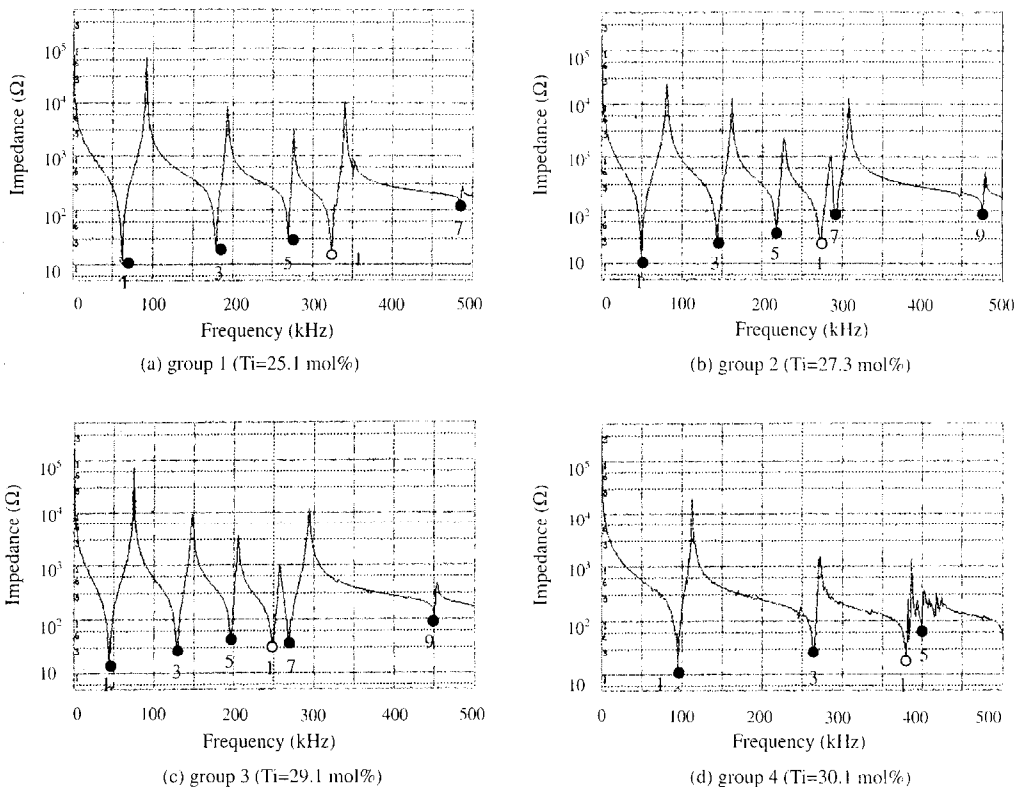 Impedance (Ω)
10⁵
10⁴
10³
10²
10
1
3
5
1
7
0 100 200 300 400 500
Frequency (kHz)
(a) group 1 (Ti=25.1 mol%)
Impedance (Ω)
10⁵
10⁴
10³
10²
10
1
3
5
1
7
9
0 100 200 300 400 500
Frequency (kHz)
(b) group 2 (Ti=27.3 mol%)
Impedance (Ω)
10⁵
10⁴
10³
10²
10
1
3
5
1
7
9
0 100 200 300 400 500
Frequency (kHz)
(c) group 3 (Ti=29.1 mol%)
Impedance (Ω)
10⁵
10⁴
10³
10²
10
1
3
1
5
0 100 200 300 400 500
Frequency (kHz)
(d) group 4 (Ti=30.1 mol%)